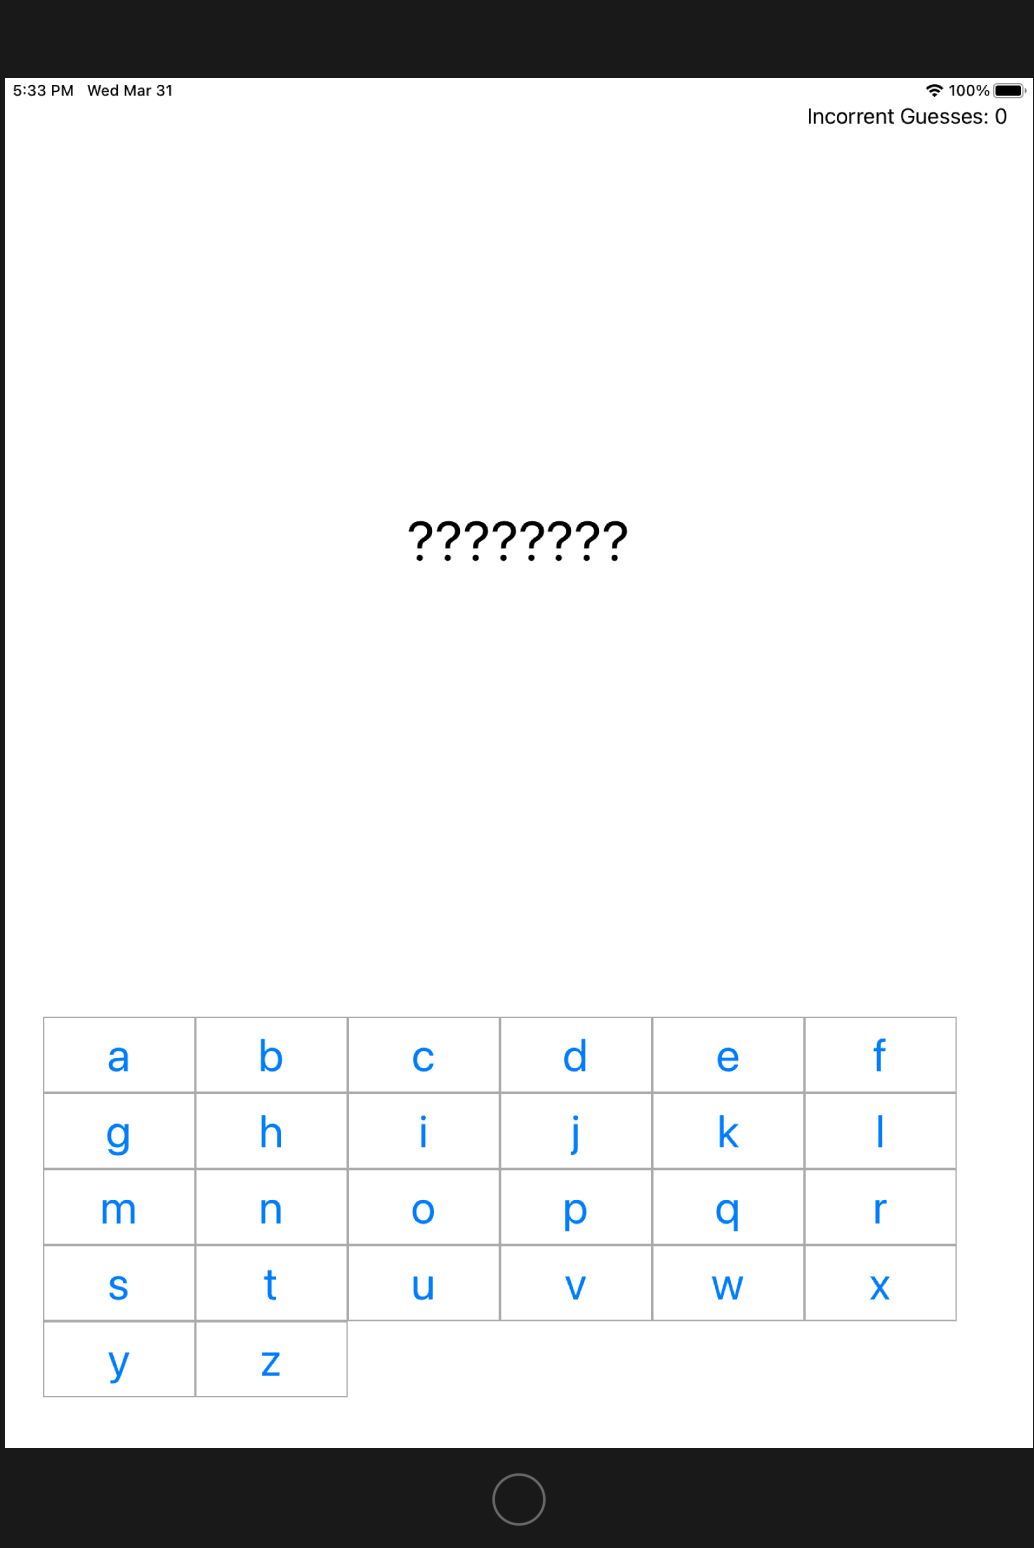 5:33 PM Wed Mar 31 100%
Incorrent Guesses: 0
????????
a b c d e f
g h i j k l
m n o p q r
s t u v w x
y z